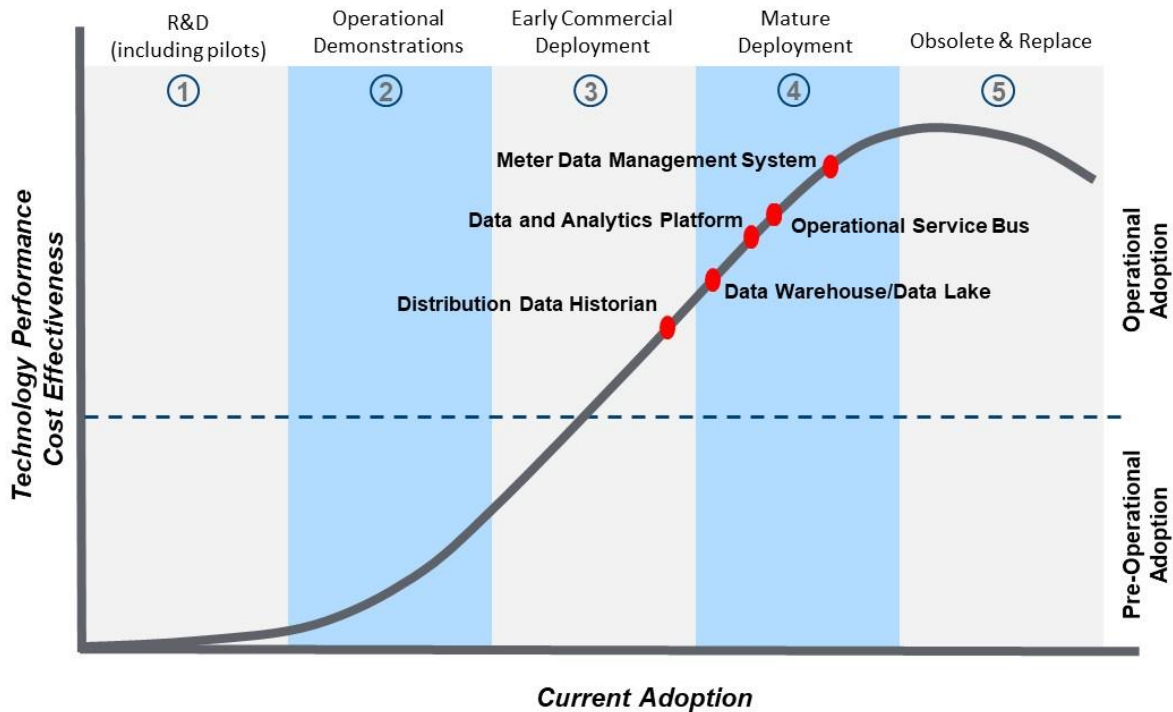 R&D
(including pilots)
Operational
Demonstrations
Early Commercial
Deployment
Mature
Deployment
Obsolete & Replace
1
2
3
4
5
Meter Data Management System
Data and Analytics Platform
Operational Service Bus
Data Warehouse/Data Lake
Distribution Data Historian
Technology Performance
Cost Effectiveness
Operational
Adoption
Pre-Operational
Adoption
Current Adoption